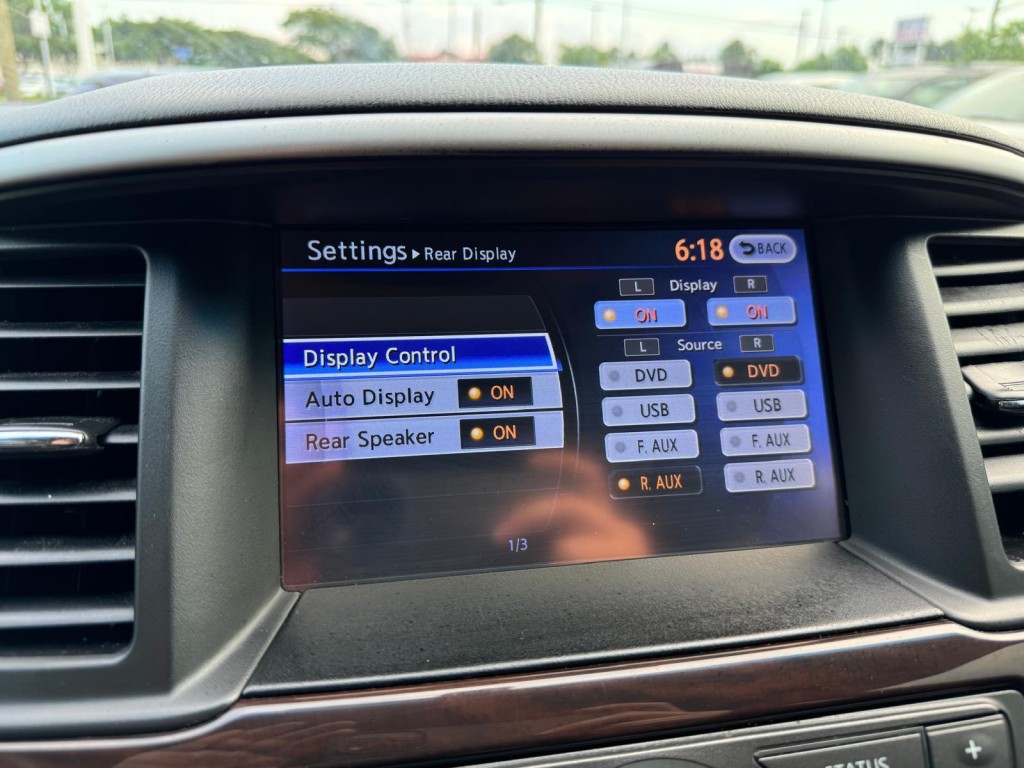 Settings ▸ Rear Display 6:18 BACK
L Display R
ON ON
L Source R
Display Control
Auto Display ON
Rear Speaker ON
DVD DVD
USB USB
F. AUX F. AUX
R. AUX R. AUX
1/3
STATUS +